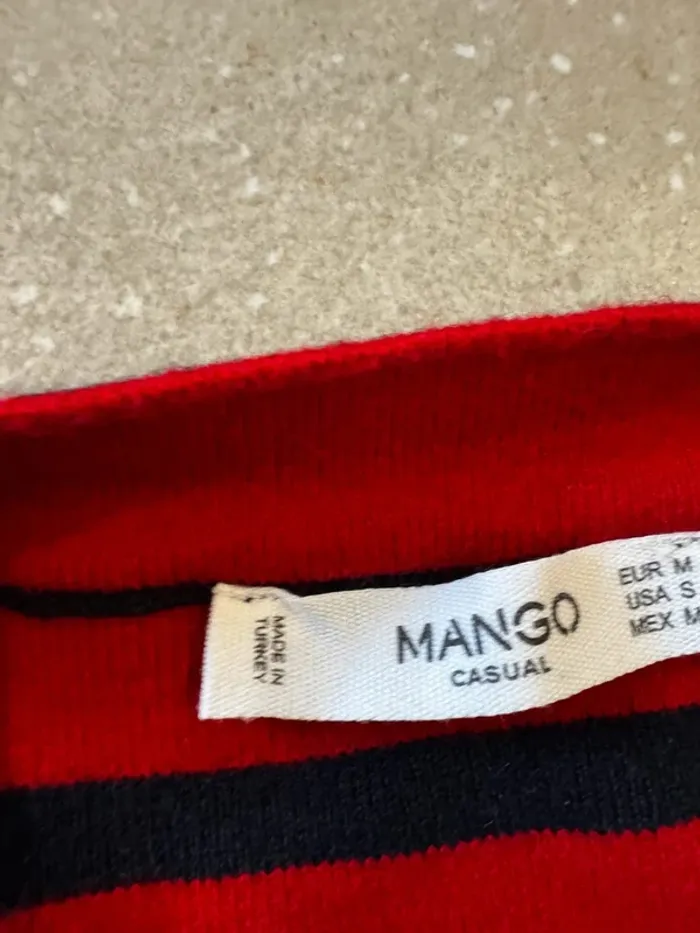 MADE IN
TURKEY
MANGO
CASUAL
EUR M
USA S
MEX M